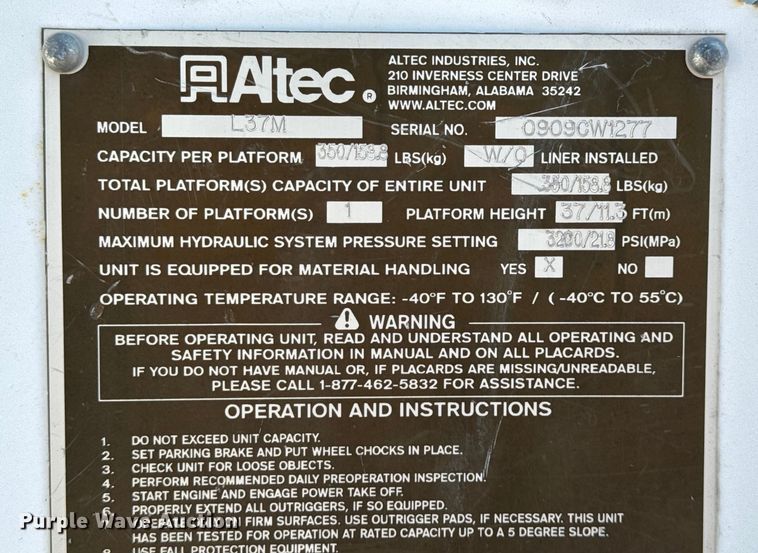 Altec ®
ALTEC INDUSTRIES, INC.
210 INVERNESS CENTER DRIVE
BIRMINGHAM, ALABAMA 35242
WWW.ALTEC.COM
MODEL L37M SERIAL NO. 0909CW1277
CAPACITY PER PLATFORM 350/158.8 LBS(kg) W/O LINER INSTALLED
TOTAL PLATFORM(S) CAPACITY OF ENTIRE UNIT 350/158.8 LBS(kg)
NUMBER OF PLATFORM(S) 1 PLATFORM HEIGHT 37/11.3 FT(m)
MAXIMUM HYDRAULIC SYSTEM PRESSURE SETTING 3200/21.9 PSI(MPa)
UNIT IS EQUIPPED FOR MATERIAL HANDLING YES X NO
OPERATING TEMPERATURE RANGE: -40°F TO 130°F / ( -40°C TO 55°C)
WARNING
BEFORE OPERATING UNIT, READ AND UNDERSTAND ALL OPERATING AND
SAFETY INFORMATION IN MANUAL AND ON ALL PLACARDS.
IF YOU DO NOT HAVE MANUAL OR, IF PLACARDS ARE MISSING/UNREADABLE,
PLEASE CALL 1-877-462-5832 FOR ASSISTANCE.
OPERATION AND INSTRUCTIONS
1. DO NOT EXCEED UNIT CAPACITY.
2. SET PARKING BRAKE AND PUT WHEEL CHOCKS IN PLACE.
3. CHECK UNIT FOR LOOSE OBJECTS.
4. PERFORM RECOMMENDED DAILY PREOPERATION INSPECTION.
5. START ENGINE AND ENGAGE POWER TAKE OFF.
6. PROPERLY EXTEND ALL OUTRIGGERS, IF SO EQUIPPED.
FIRM SURFACES. USE OUTRIGGER PADS, IF NECESSARY. THIS UNIT
HAS BEEN TESTED FOR OPERATION AT RATED CAPACITY UP TO A 5 DEGREE SLOPE.
8. USE FALL PROTECTION EQUIPMENT.
Purple Wave Auction